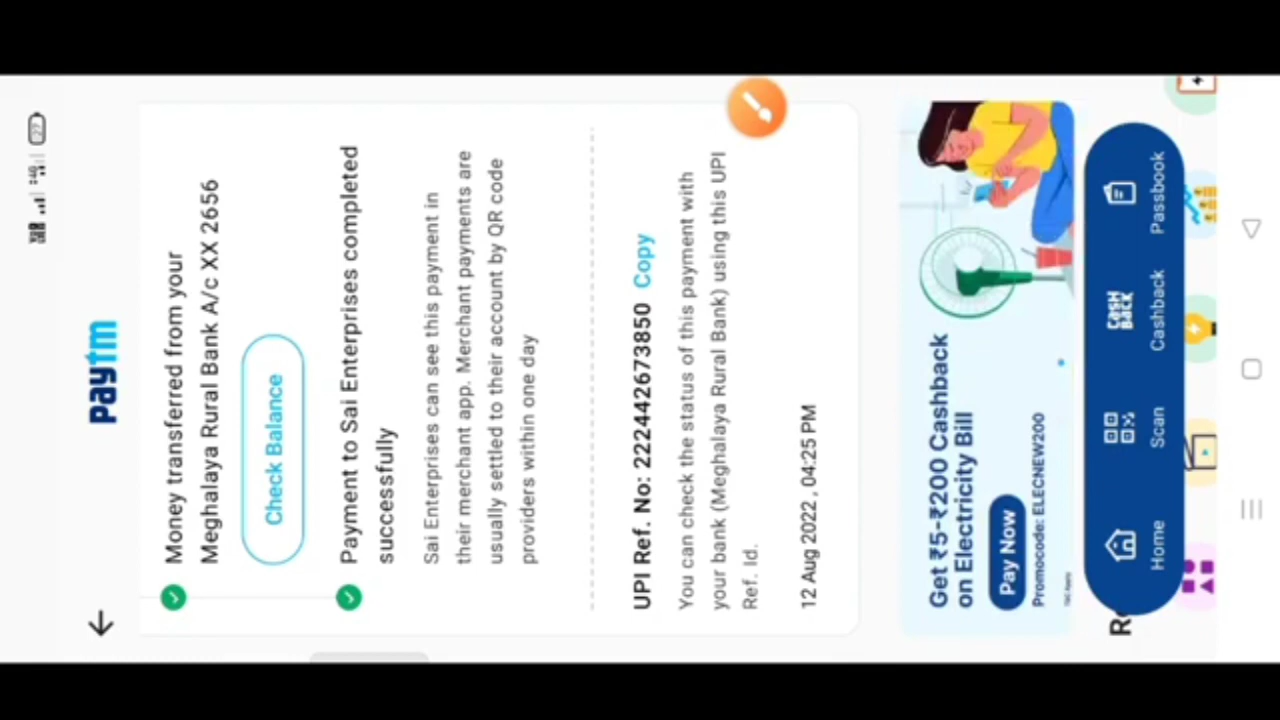 27
paytm
Money transferred from your
Meghalaya Rural Bank A/c XX 2656
Check Balance
Payment to Sai Enterprises completed
successfully
Sai Enterprises can see this payment in
their merchant app. Merchant payments are
usually settled to their account by QR code
providers within one day
UPI Ref. No: 222442673850 Copy
You can check the status of this payment with
your bank (Meghalaya Rural Bank) using this UPI
Ref. Id.
12 Aug 2022, 04:25 PM
Get ₹5-₹200 Cashback
on Electricity Bill
Pay Now
Promocode: ELECNEW200
CASH
BACK
Home Scan Cashback Passbook